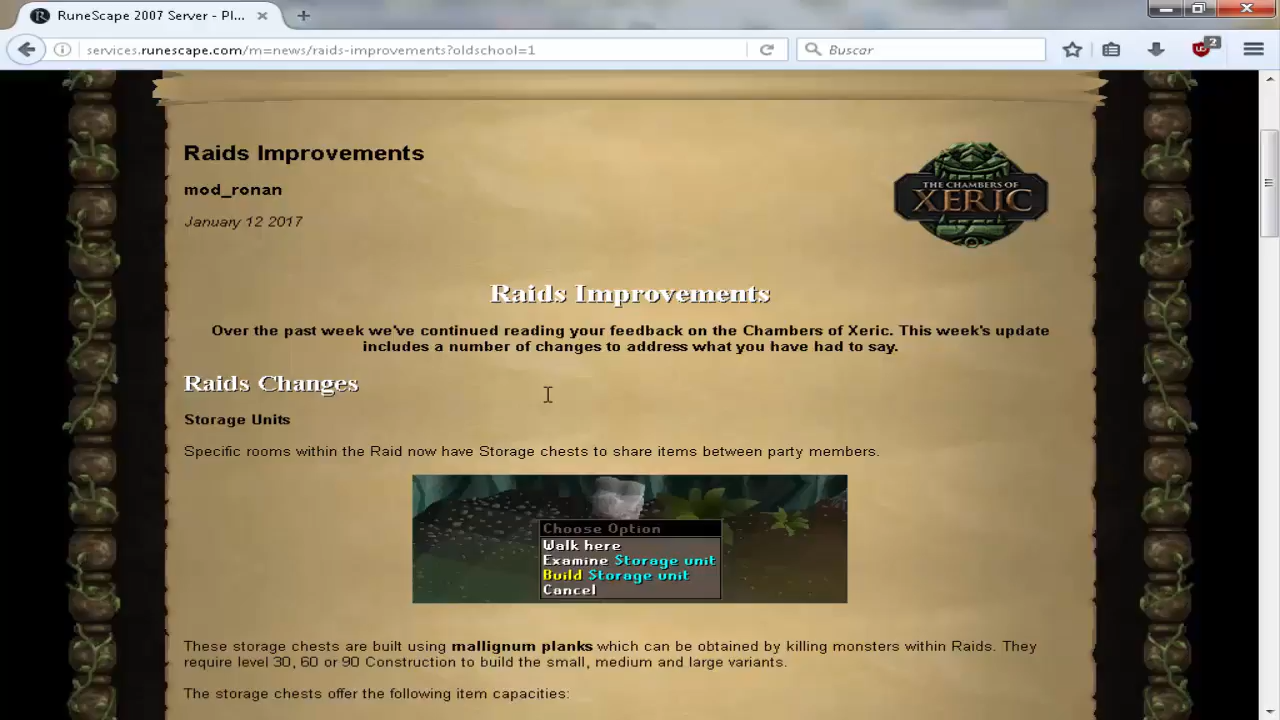 RuneScape 2007 Server - Pl...
services.runescape.com/m=news/raids-improvements?oldschool=1
Buscar
2
Raids Improvements
mod_ronan
January 12 2017
THE CHAMBERS OF
XERIC
Raids Improvements
Over the past week we've continued reading your feedback on the Chambers of Xeric. This week's update
includes a number of changes to address what you have had to say.
Raids Changes
Storage Units
Specific rooms within the Raid now have Storage chests to share items between party members.
Choose Option
Walk here
Examine Storage unit
Build Storage unit
Cancel
These storage chests are built using mallignum planks which can be obtained by killing monsters within Raids. They
require level 30, 60 or 90 Construction to build the small, medium and large variants.
The storage chests offer the following item capacities: